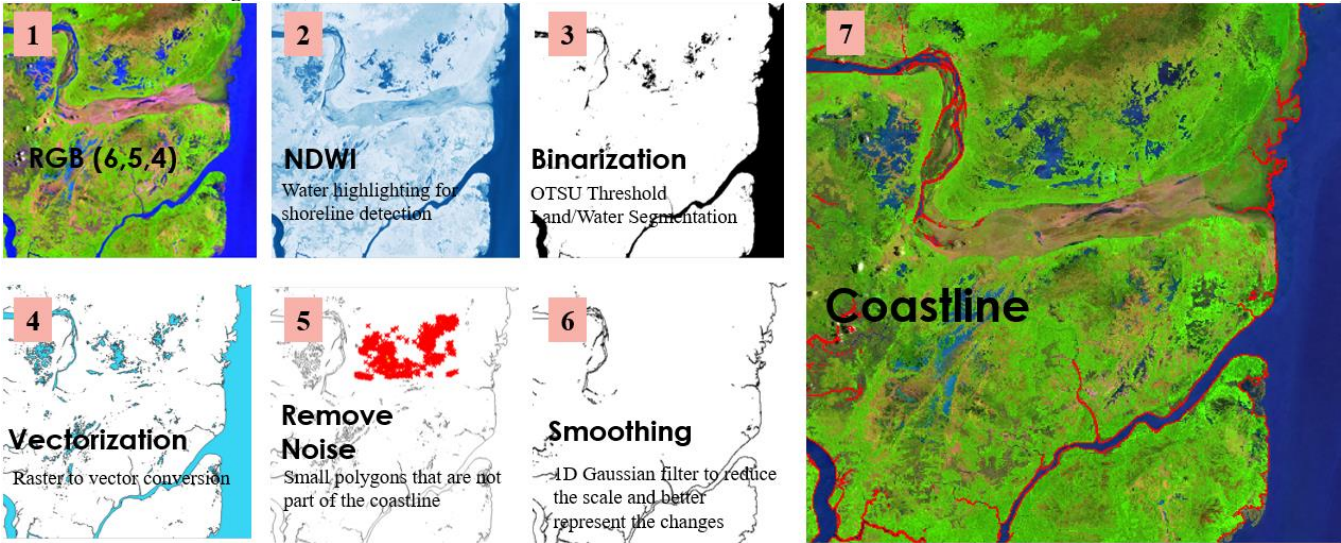 1
RGB (6,5,4)
2
NDWI
Water highlighting for
shoreline detection
3
Binarization
OTSU Threshold
Land/Water Segmentation
4
Vectorization
Raster to vector conversion
5
Remove
Noise
Small polygons that are not
part of the coastline
6
Smoothing
1D Gaussian filter to reduce
the scale and better
represent the changes
7
Coastline